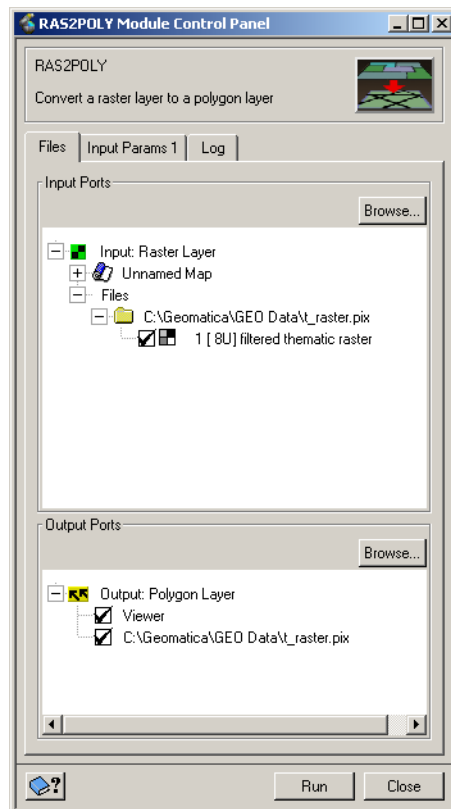 RAS2POLY Module Control Panel
RAS2POLY
Convert a raster layer to a polygon layer
Files Input Params 1 Log
Input Ports
Browse...
Input: Raster Layer
Unnamed Map
Files
C:\Geomatica\GEO Data\t_raster.pix
1 [ 8U] filtered thematic raster
Output Ports
Browse...
Output: Polygon Layer
Viewer
C:\Geomatica\GEO Data\t_raster.pix
? Run Close